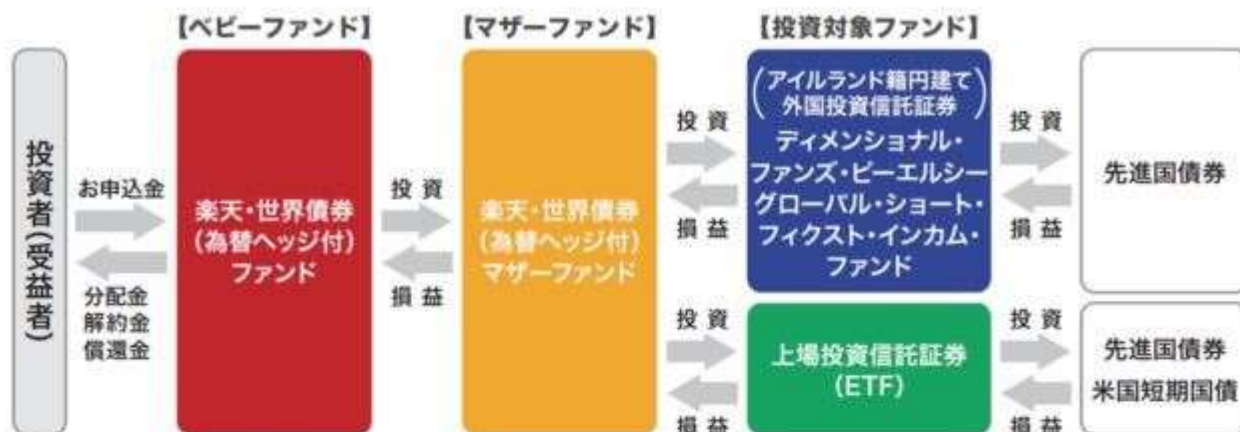 【ベビーファンド】
【マザーファンド】
【投資対象ファンド】
投資者(受益者)
お申込金
分配金
解約金
償還金
楽天・世界債券
(為替ヘッジ付)
ファンド
投資
損益
楽天・世界債券
(為替ヘッジ付)
マザーファンド
投資
損益
(アイルランド籍円建て
外国投資信託証券)
ディメンショナル・
ファンズ・ピーエルシー
グローバル・ショート・
フィクスト・インカム・
ファンド
投資
損益
先進国債券
投資
損益
上場投資信託証券
(ETF)
投資
損益
先進国債券
米国短期国債